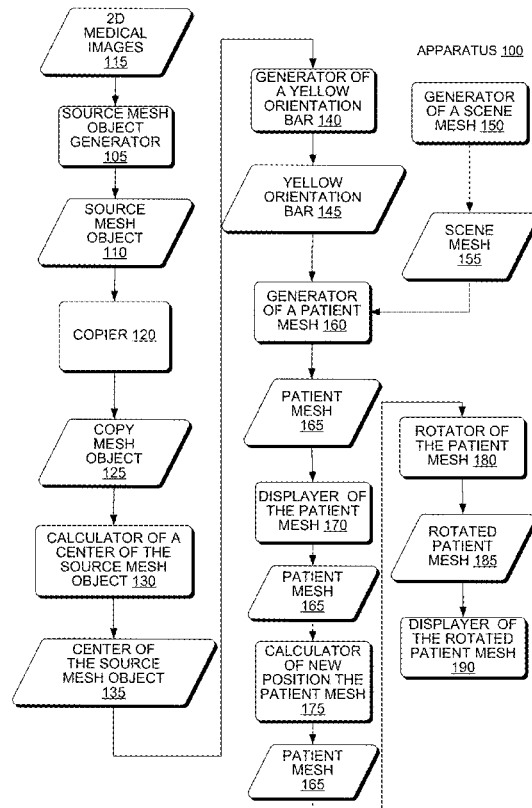 2D
MEDICAL
IMAGES
115
SOURCE MESH
OBJECT
GENERATOR
105
SOURCE
MESH
OBJECT
110
COPIER 120
COPY
MESH
OBJECT
125
CALCULATOR OF A
CENTER OF THE
SOURCE MESH
OBJECT 130
CENTER OF
THE SOURCE
MESH OBJECT
135
GENERATOR OF
A YELLOW
ORIENTATION
BAR 140
YELLOW
ORIENTATION
BAR 145
GENERATOR
OF A PATIENT
MESH 160
PATIENT
MESH
165
DISPLAYER OF
THE PATIENT
MESH 170
PATIENT
MESH
165
CALCULATOR
OF NEW
POSITION THE
PATIENT MESH
175
PATIENT
MESH
165
APPARATUS 100
GENERATOR
OF A SCENE
MESH 150
SCENE
MESH
155
ROTATOR OF
THE PATIENT
MESH 180
ROTATED
PATIENT
MESH 185
DISPLAYER OF
THE ROTATED
PATIENT MESH
190